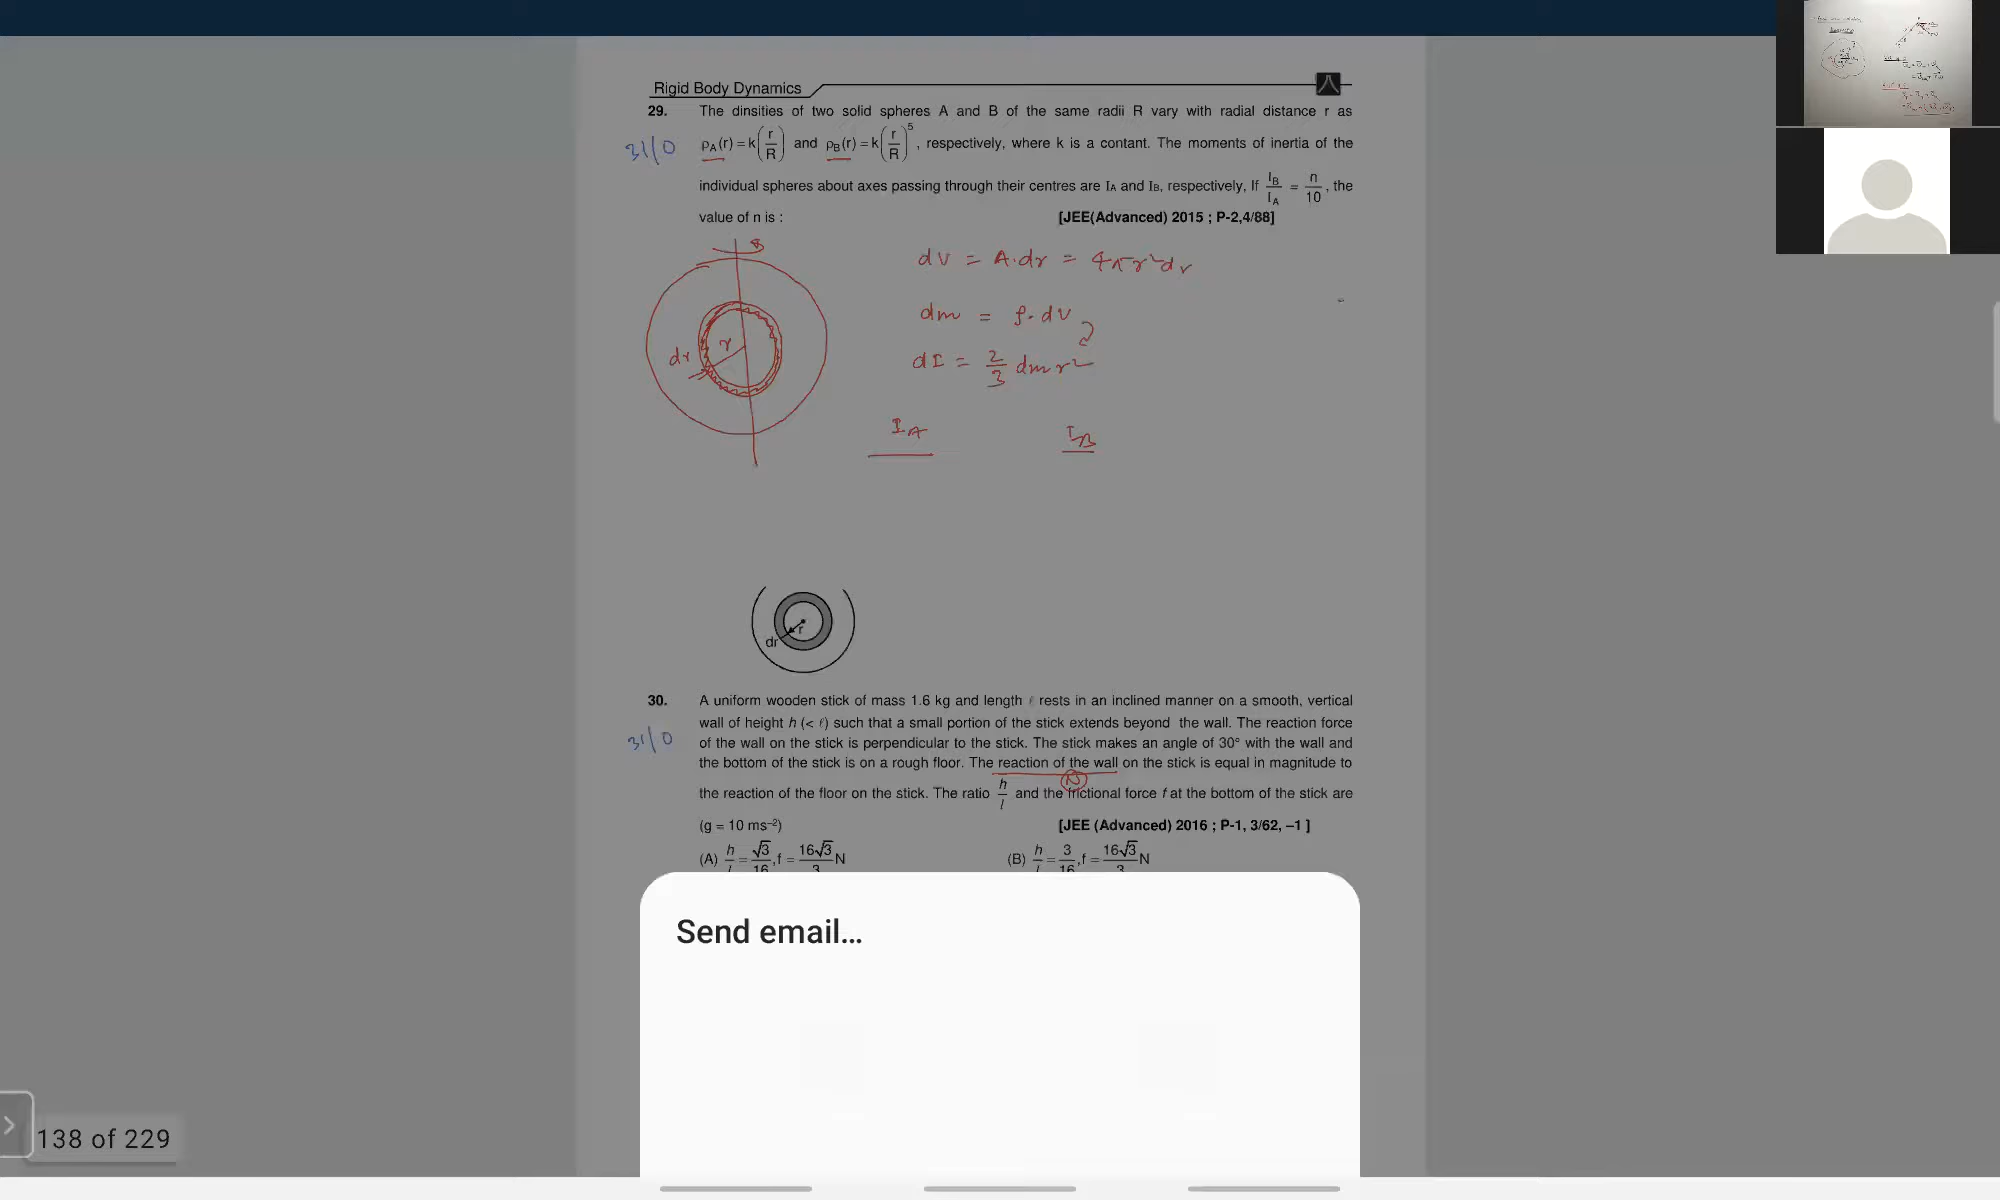 Rigid Body Dynamics
29. The dinsities of two solid spheres A and B of the same radii R vary with radial distance r as
31/0 ρA(r) = k(r/R) and ρB(r) = k(r/R)^5, respectively, where k is a contant. The moments of inertia of the
individual spheres about axes passing through their centres are IA and IB, respectively, If IB/IA = n/10, the
value of n is : [JEE(Advanced) 2015 ; P-2,4/88]
dV = A.dr = 4πr²dr
dm = ρ.dV
dr r dI = 2/3 dmr²
IA IB
r
dr
30. A uniform wooden stick of mass 1.6 kg and length ℓ rests in an inclined manner on a smooth, vertical
wall of height h (< ℓ) such that a small portion of the stick extends beyond the wall. The reaction force
31/0 of the wall on the stick is perpendicular to the stick. The stick makes an angle of 30° with the wall and
the bottom of the stick is on a rough floor. The reaction of the wall on the stick is equal in magnitude to
the reaction of the floor on the stick. The ratio h/l and the frictional force f at the bottom of the stick are
(g = 10 ms⁻²) [JEE (Advanced) 2016 ; P-1, 3/62, –1 ]
(A) h/l = √3/16, f = 16√3/3 N (B) h/l = 3/16, f = 16√3/3 N
Send email...
138 of 229